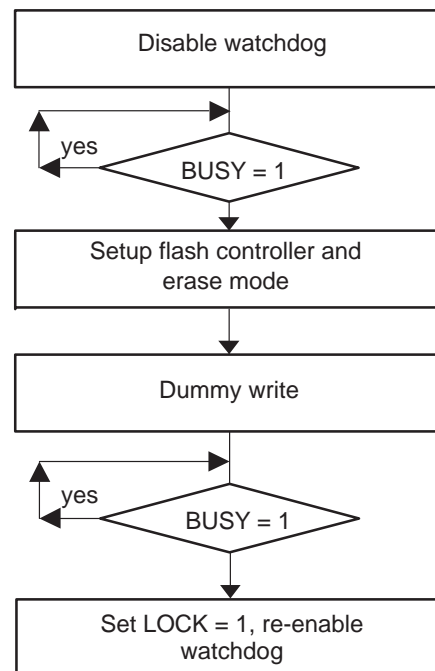 Disable watchdog
yes
BUSY = 1
Setup flash controller and
erase mode
Dummy write
yes
BUSY = 1
Set LOCK = 1, re-enable
watchdog